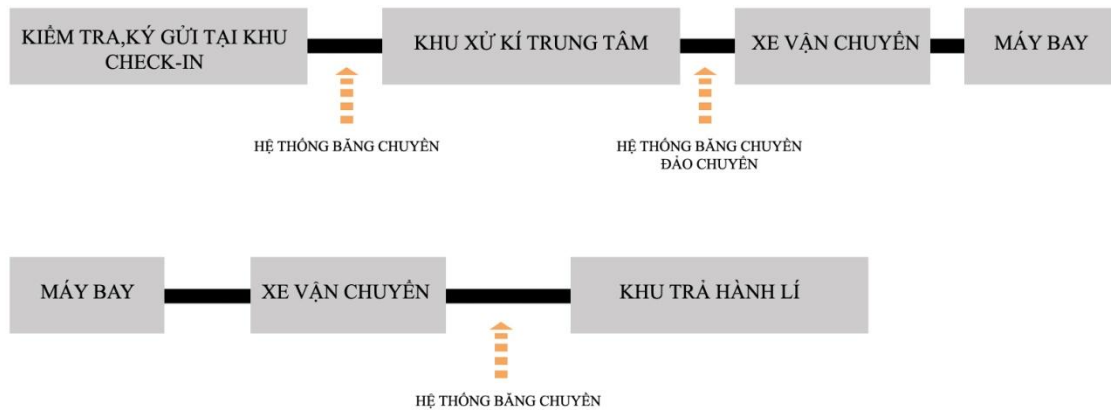 KIỂM TRA,KÝ GỬI TẠI KHU
CHECK-IN
KHU XỬ KÍ TRUNG TÂM
XE VẬN CHUYỂN
MÁY BAY
HỆ THỐNG BĂNG CHUYỀN
HỆ THỐNG BĂNG CHUYỀN
ĐẢO CHUYỀN
MÁY BAY
XE VẬN CHUYỂN
KHU TRẢ HÀNH LÍ
HỆ THỐNG BĂNG CHUYỀN